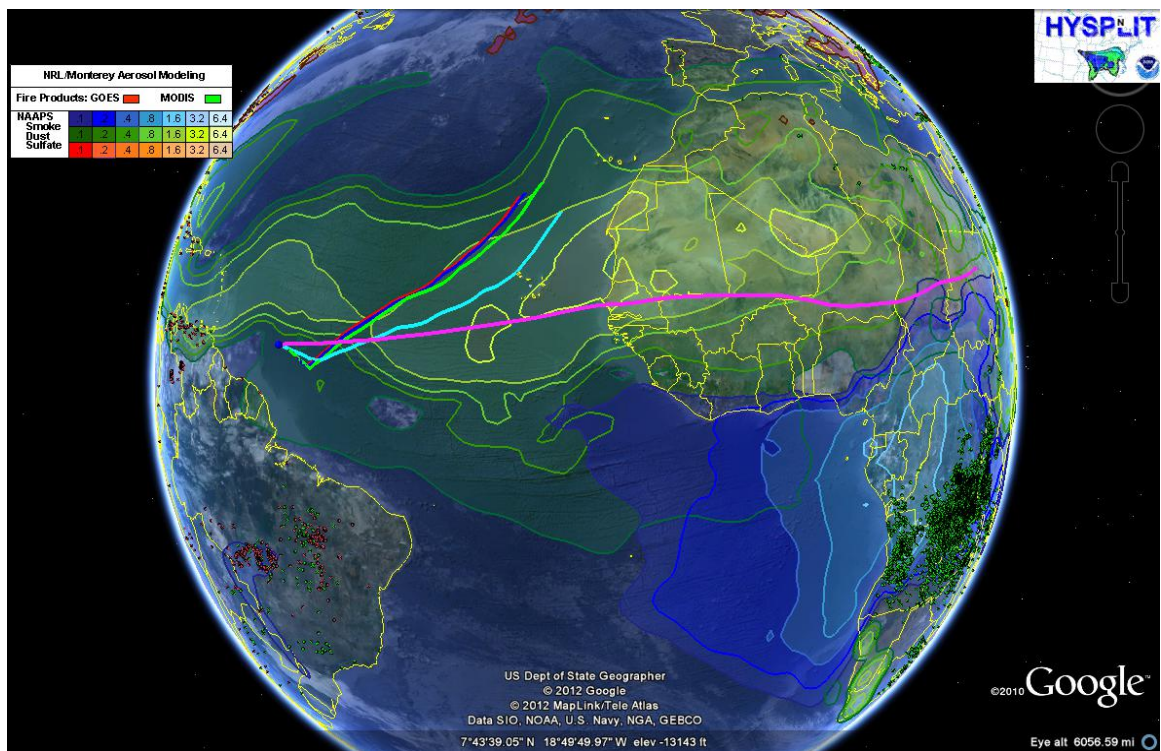 HYSPLIT
N
NRL/Monterey Aerosol Modeling
Fire Products: GOES MODIS
NAAPS
Smoke .1 .2 .4 .8 1.6 3.2 6.4
Dust .1 .2 .4 .8 1.6 3.2 6.4
Sulfate .1 .2 .4 .8 1.6 3.2 6.4
US Dept of State Geographer
© 2012 Google
© 2012 MapLink/Tele Atlas
Data SIO, NOAA, U.S. Navy, NGA, GEBCO
©2010 Google
7°43'39.05" N 18°49'49.97" W elev -13143 ft
Eye alt 6056.59 mi